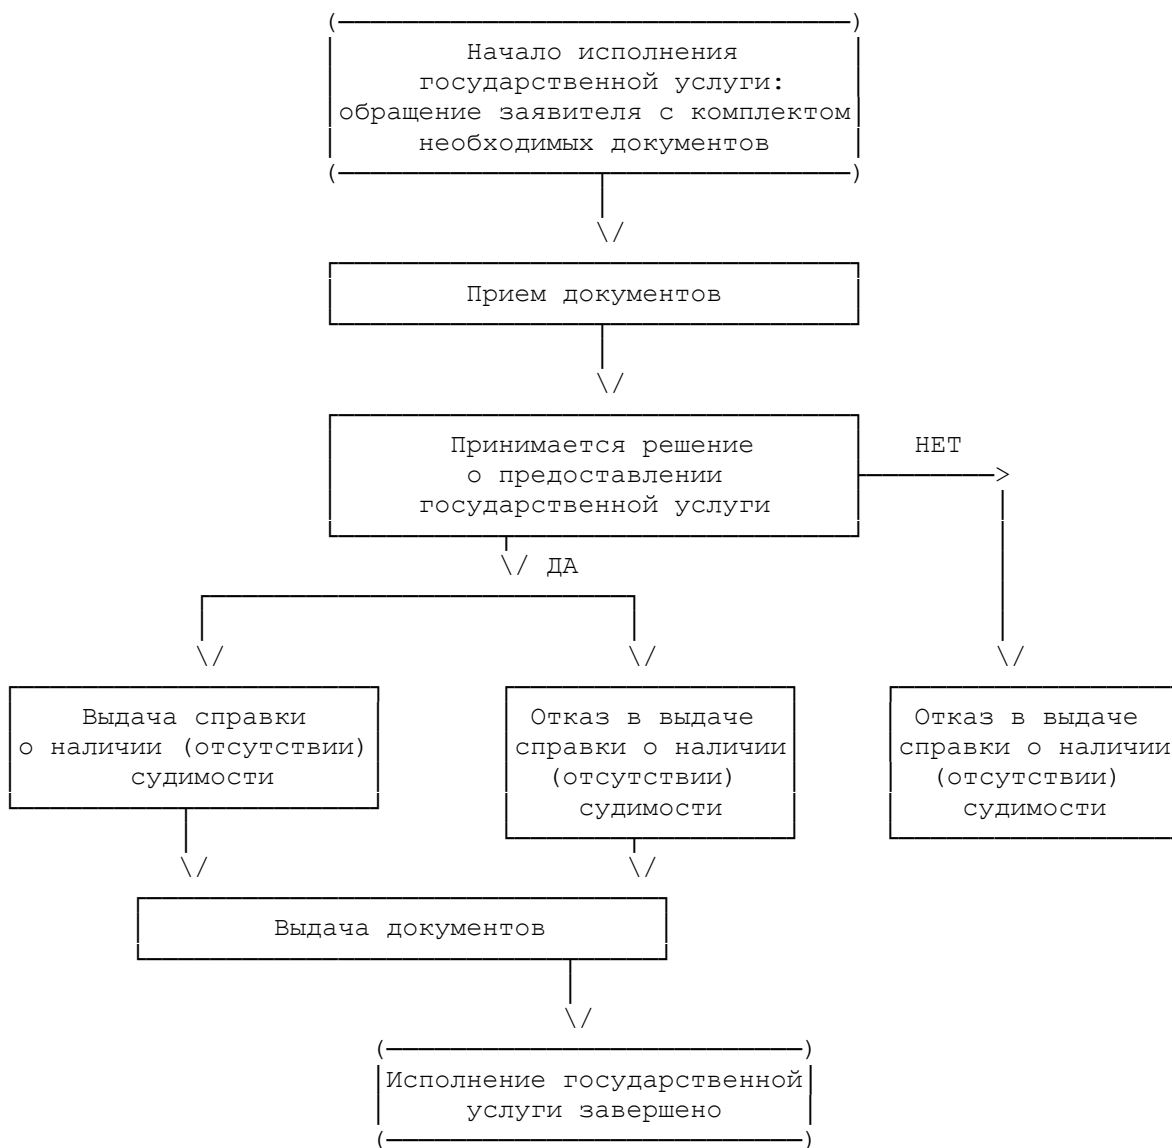 Начало исполнения
государственной услуги:
обращение заявителя с комплектом
необходимых документов
Прием документов
Принимается решение
о предоставлении
государственной услуги
НЕТ
ДА
Выдача справки
о наличии (отсутствии)
судимости
Отказ в выдаче
справки о наличии
(отсутствии)
судимости
Отказ в выдаче
справки о наличии
(отсутствии)
судимости
Выдача документов
Исполнение государственной
услуги завершено